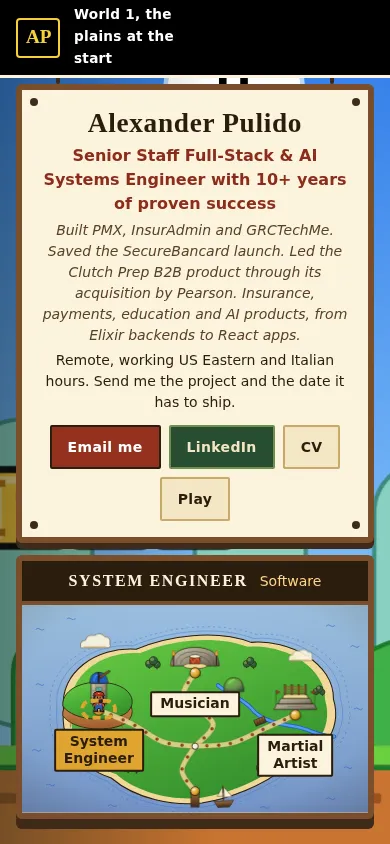 AP
World 1, the
plains at the
start
Alexander Pulido
Senior Staff Full-Stack & AI
Systems Engineer with 10+ years
of proven success
Built PMX, InsurAdmin and GRCTechMe.
Saved the SecureBancard launch. Led the
Clutch Prep B2B product through its
acquisition by Pearson. Insurance,
payments, education and AI products, from
Elixir backends to React apps.
Remote, working US Eastern and Italian
hours. Send me the project and the date it
has to ship.
Email me
LinkedIn
CV
Play
SYSTEM ENGINEER Software
Musician
System
Engineer
Martial
Artist